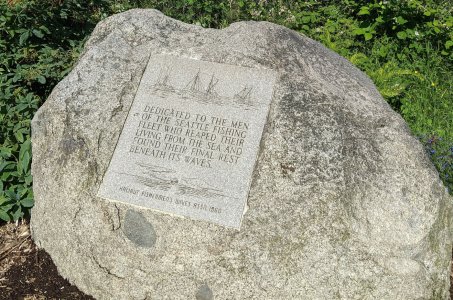 DEDICATED TO THE MEN
OF THE SEATTLE FISHING
FLEET WHO REAPED THEIR
LIVING FROM THE SEA AND
FOUND THEIR FINAL REST
BENEATH ITS WAVES.
WIVES